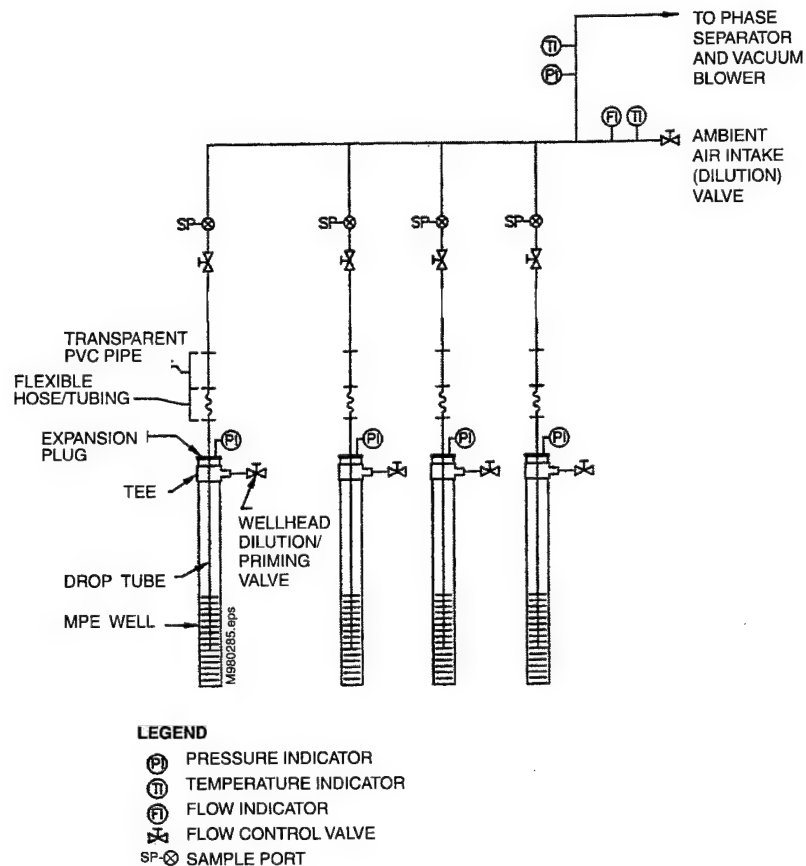 TO PHASE
SEPARATOR
AND VACUUM
BLOWER
TI
PI
FI
TI
AMBIENT
AIR INTAKE
(DILUTION)
VALVE
SP
SP
SP
SP
TRANSPARENT
PVC PIPE
FLEXIBLE
HOSE/TUBING
EXPANSION
PLUG
PI
PI
PI
PI
TEE
WELLHEAD
DILUTION/
PRIMING
VALVE
DROP TUBE
MPE WELL
M980285.eps
LEGEND
PI PRESSURE INDICATOR
TI TEMPERATURE INDICATOR
FI FLOW INDICATOR
FLOW CONTROL VALVE
SP- SAMPLE PORT